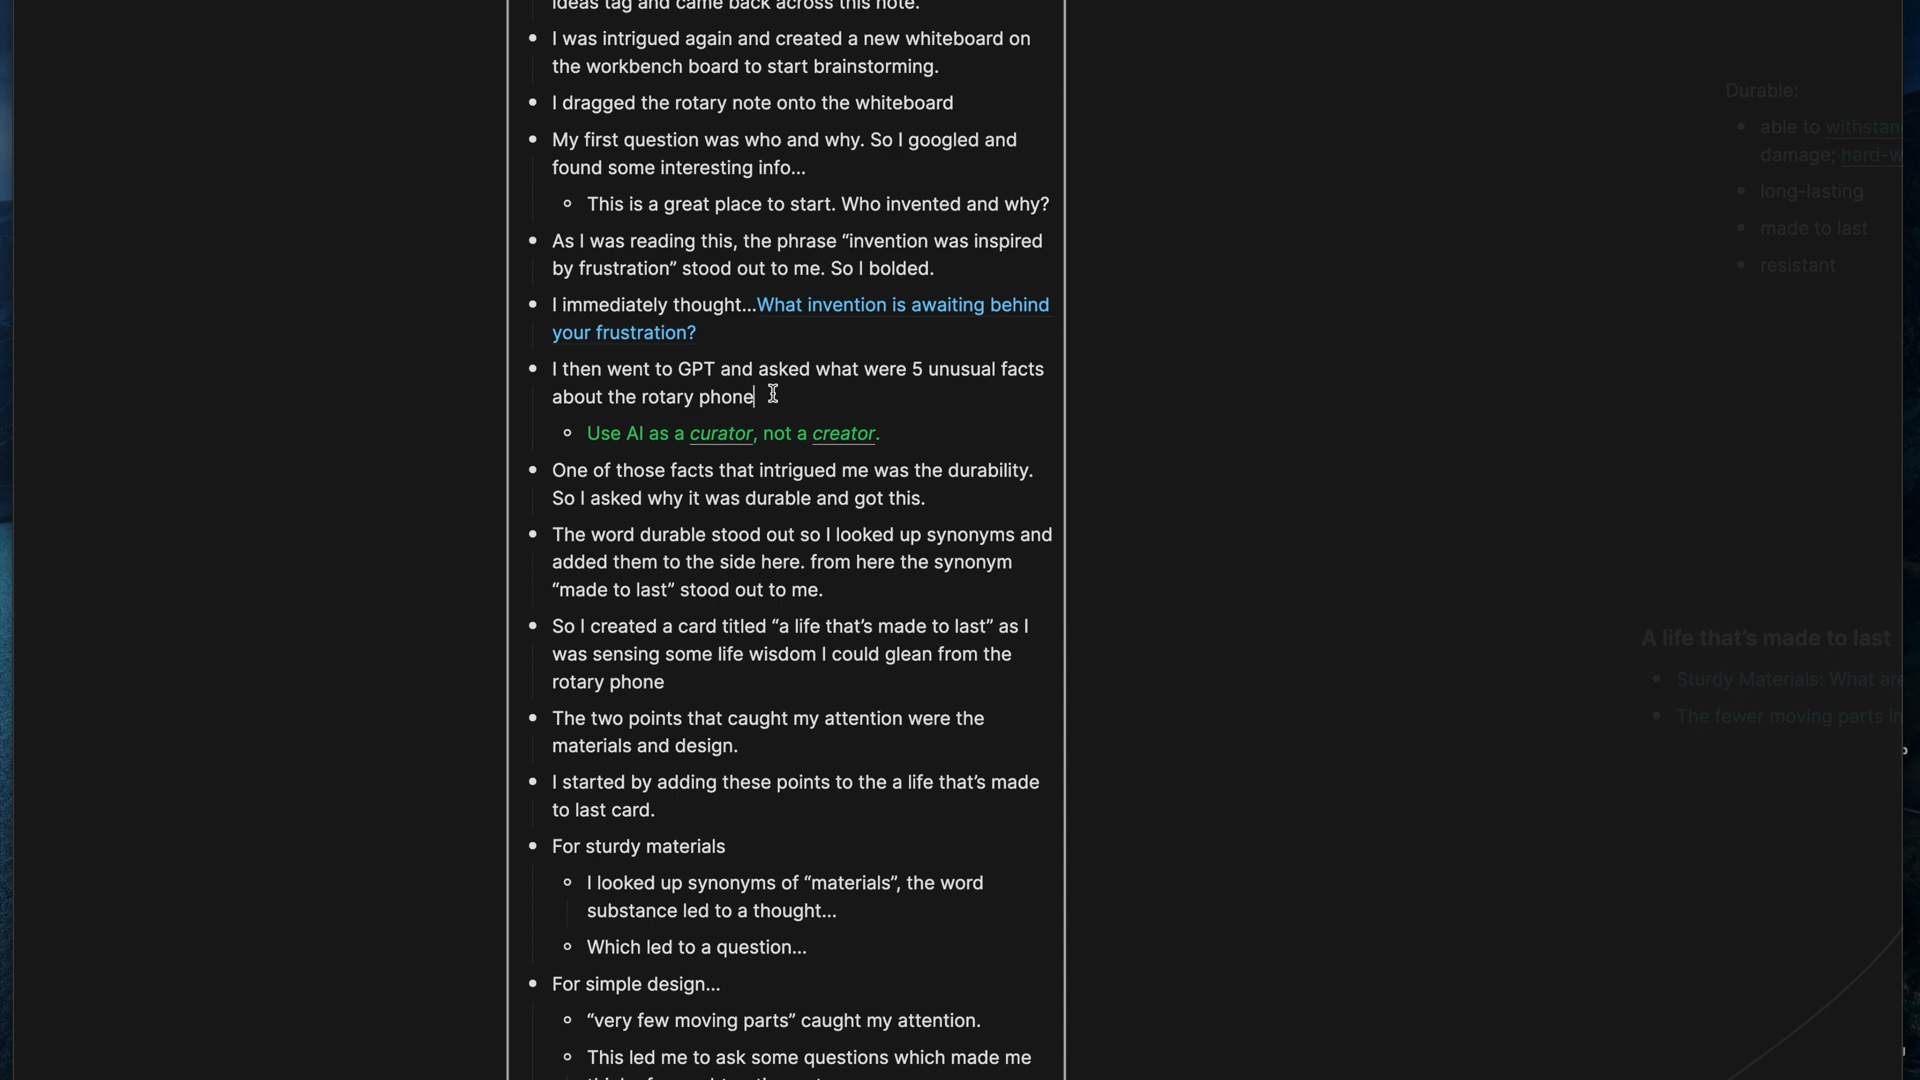 ideas tag and came back across this note.
I was intrigued again and created a new whiteboard on
the workbench board to start brainstorming.
I dragged the rotary note onto the whiteboard
My first question was who and why. So I googled and
found some interesting info...
This is a great place to start. Who invented and why?
As I was reading this, the phrase “invention was inspired
by frustration” stood out to me. So I bolded.
I immediately thought...What invention is awaiting behind
your frustration?
I then went to GPT and asked what were 5 unusual facts
about the rotary phone
Use AI as a curator, not a creator.
One of those facts that intrigued me was the durability.
So I asked why it was durable and got this.
The word durable stood out so I looked up synonyms and
added them to the side here. from here the synonym
“made to last” stood out to me.
So I created a card titled “a life that’s made to last” as I
was sensing some life wisdom I could glean from the
rotary phone
The two points that caught my attention were the
materials and design.
I started by adding these points to the a life that’s made
to last card.
For sturdy materials
I looked up synonyms of “materials”, the word
substance led to a thought...
Which led to a question...
For simple design...
“very few moving parts” caught my attention.
This led me to ask some questions which made me
Durable:
able to
damage;
long-lasting
made to last
resistant
A life that’s made to last
Sturdy Materials: What are
The fewer moving parts in